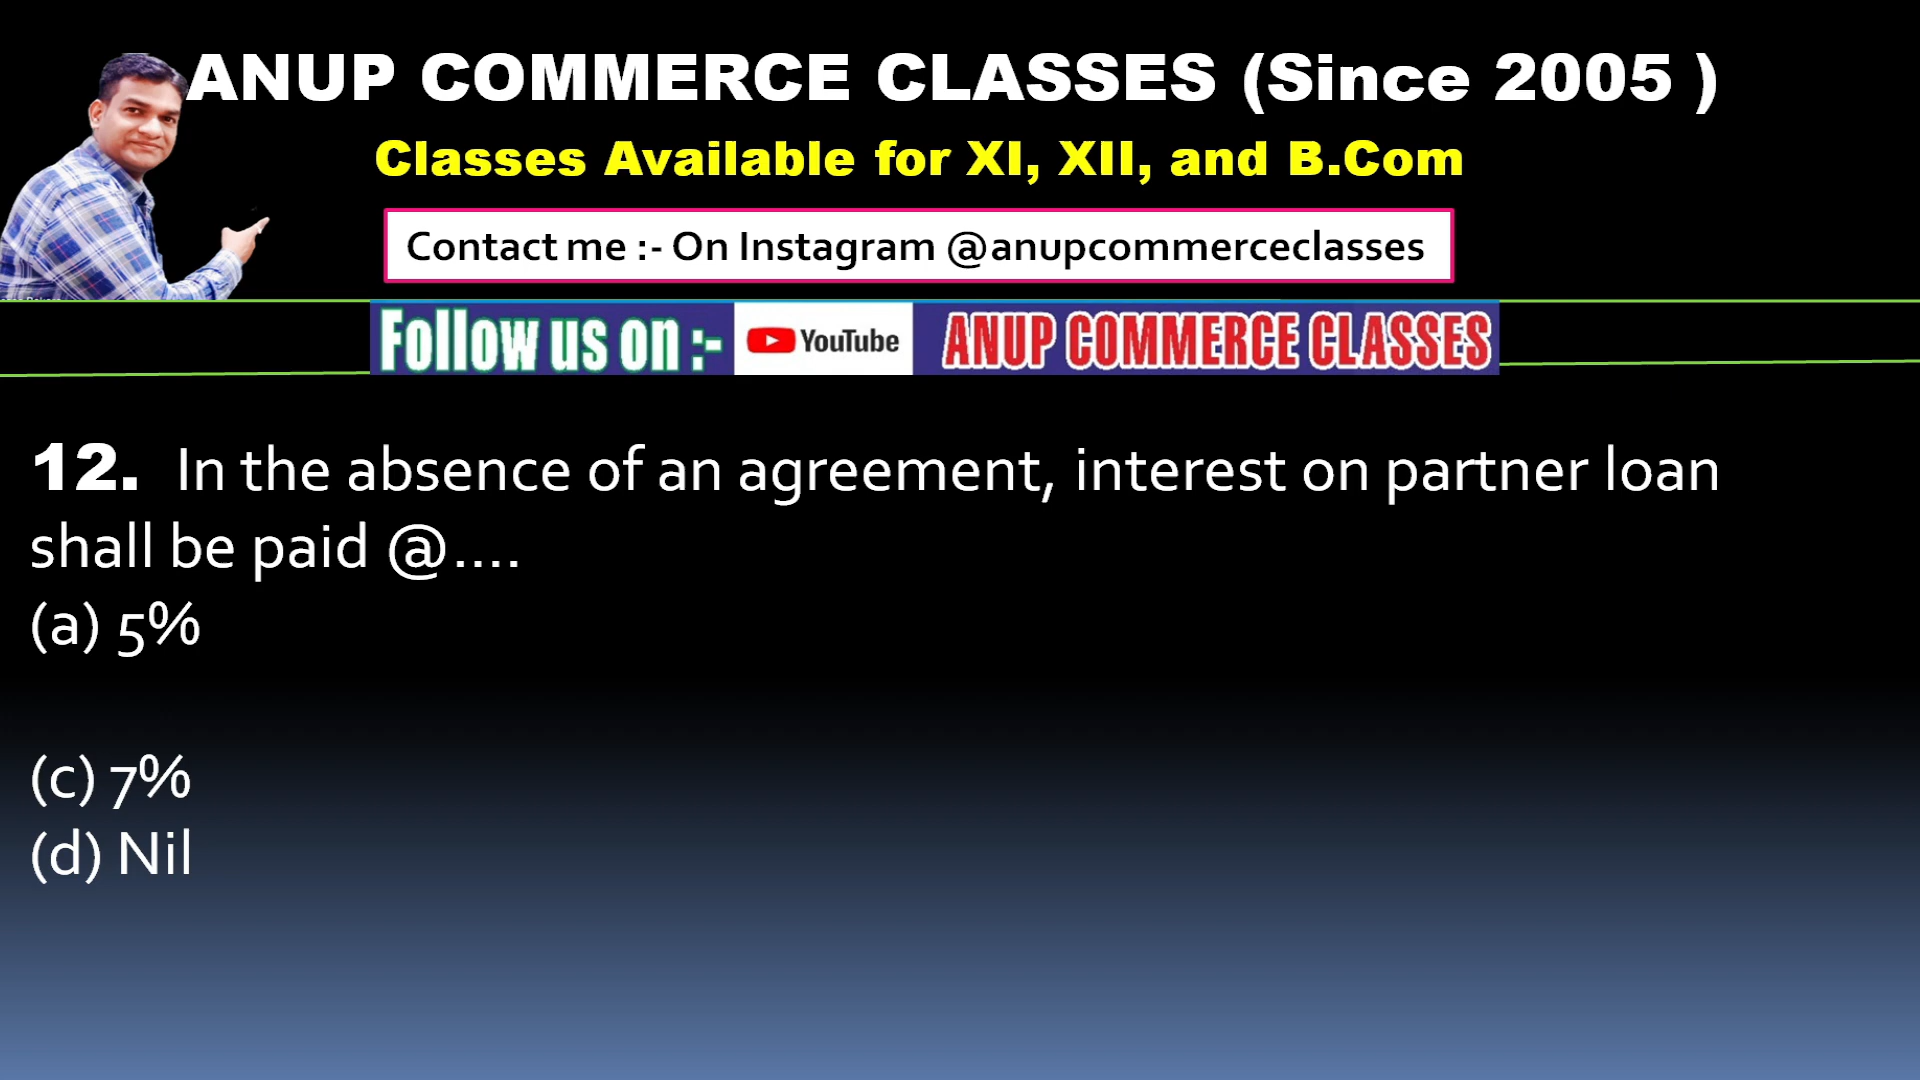 ANUP COMMERCE CLASSES (Since 2005 )
Classes Available for XI, XII, and B.Com
Contact me :- On Instagram @anupcommerceclasses
Follow us on :- YouTube ANUP COMMERCE CLASSES
12. In the absence of an agreement, interest on partner loan
shall be paid @....
(a) 5%
(c) 7%
(d) Nil